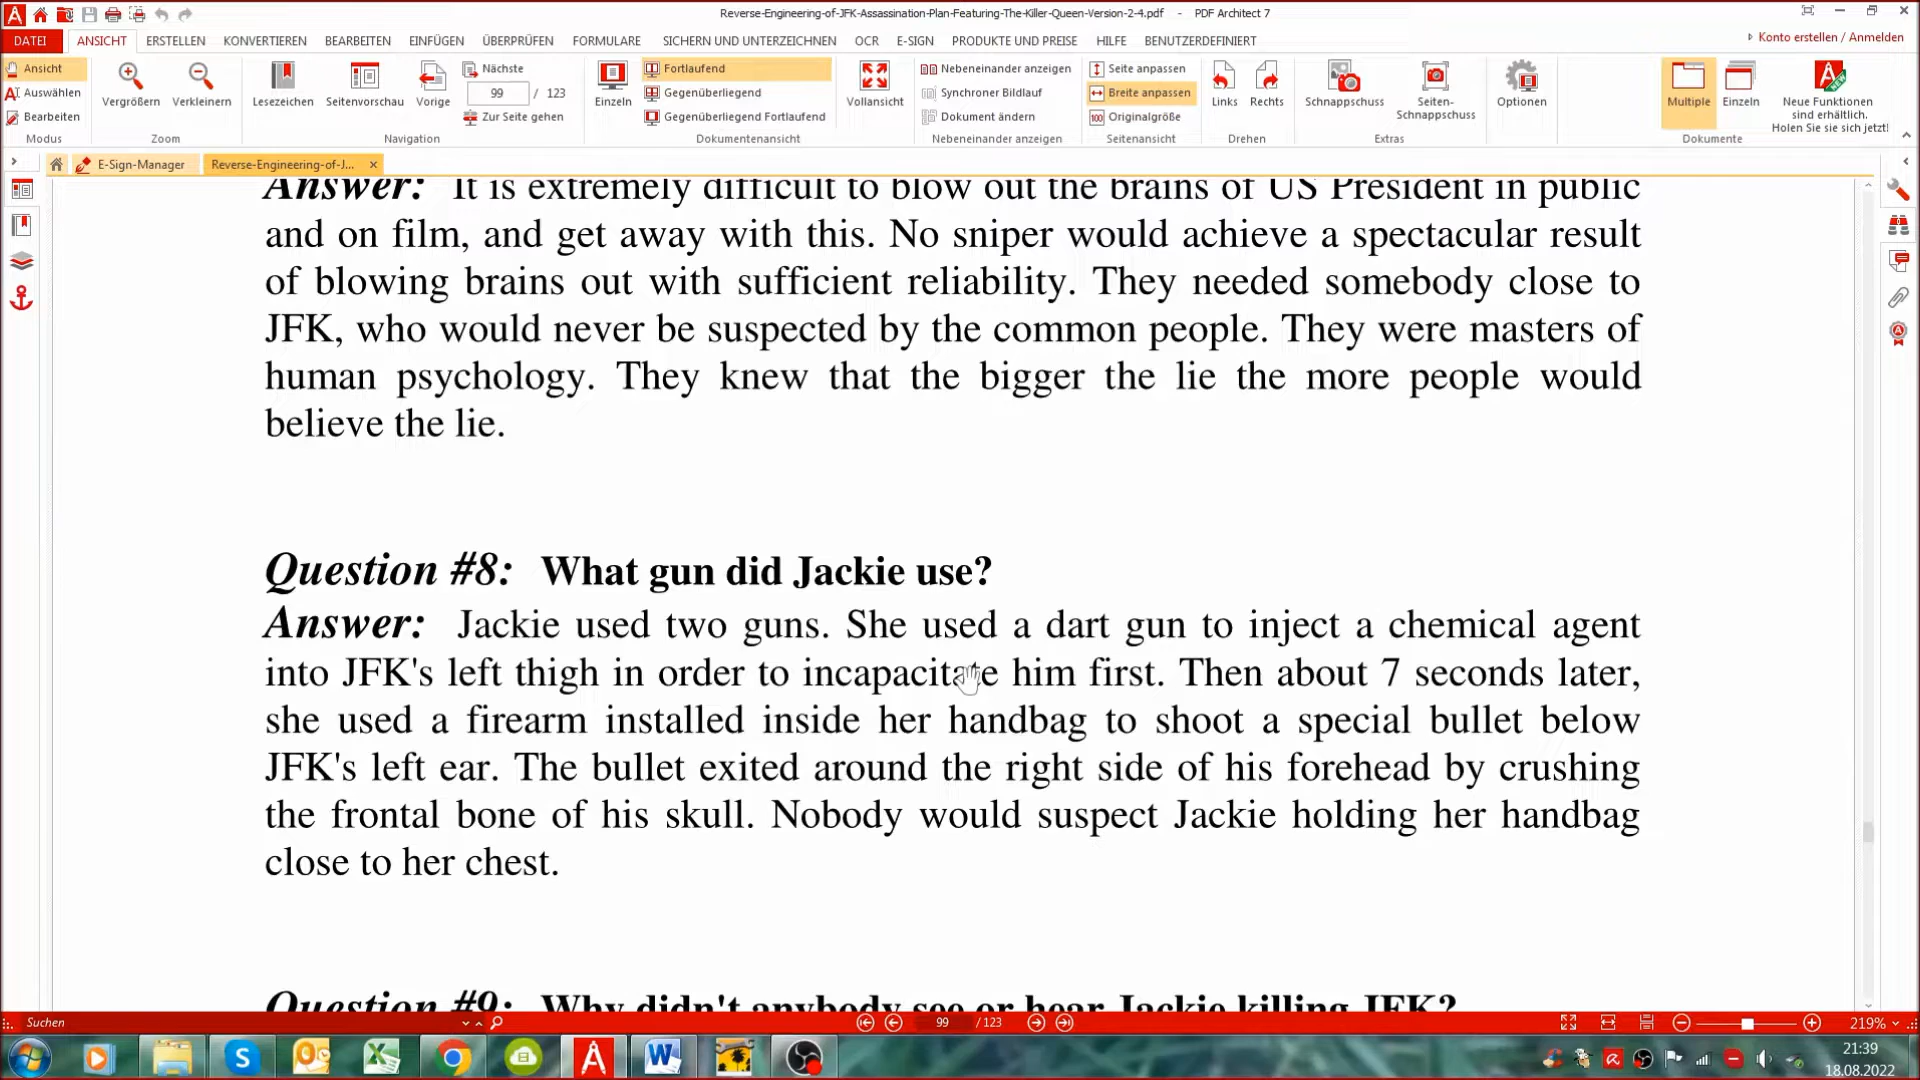 Reverse-Engineering-of-JFK-Assassination-Plan-Featuring-The-Killer-Queen-Version-2-4.pdf - PDF Architect 7
DATEI ANSICHT ERSTELLEN KONVERTIEREN BEARBEITEN EINFÜGEN ÜBERPRÜFEN FORMULARE SICHERN UND UNTERZEICHNEN OCR E-SIGN PRODUKTE UND PREISE HILFE BENUTZERDEFINIERT Konto erstellen / Anmelden
Ansicht
Auswählen
Bearbeiten
Modus
Vergrößern Verkleinern
Zoom
Lesezeichen Seitenvorschau Vorige
Nächste
99 / 123
Zur Seite gehen
Navigation
Einzeln
Fortlaufend
Gegenüberliegend
Gegenüberliegend Fortlaufend
Dokumentansicht
Vollansicht
Nebeneinander anzeigen
Synchroner Bildlauf
Dokument ändern
Nebeneinander anzeigen
Seite anpassen
Breite anpassen
100 Originalgröße
Seitenansicht
Links Rechts
Drehen
Schnappschuss
Seiten-
Schnappschuss
Extras
Optionen
Multiple Einzeln
Dokumente
NEW
Neue Funktionen
sind erhältlich.
Holen Sie sie sich jetzt!
E-Sign-Manager Reverse-Engineering-of-J...
Answer: It is extremely difficult to blow out the brains of US President in public
and on film, and get away with this. No sniper would achieve a spectacular result
of blowing brains out with sufficient reliability. They needed somebody close to
JFK, who would never be suspected by the common people. They were masters of
human psychology. They knew that the bigger the lie the more people would
believe the lie.
Question #8: What gun did Jackie use?
Answer: Jackie used two guns. She used a dart gun to inject a chemical agent
into JFK's left thigh in order to incapacitate him first. Then about 7 seconds later,
she used a firearm installed inside her handbag to shoot a special bullet below
JFK's left ear. The bullet exited around the right side of his forehead by crushing
the frontal bone of his skull. Nobody would suspect Jackie holding her handbag
close to her chest.
Question #9: Why didn't anybody see or hear Jackie killing JFK?
Suchen 99 / 123 219%
21:39
18.08.2022